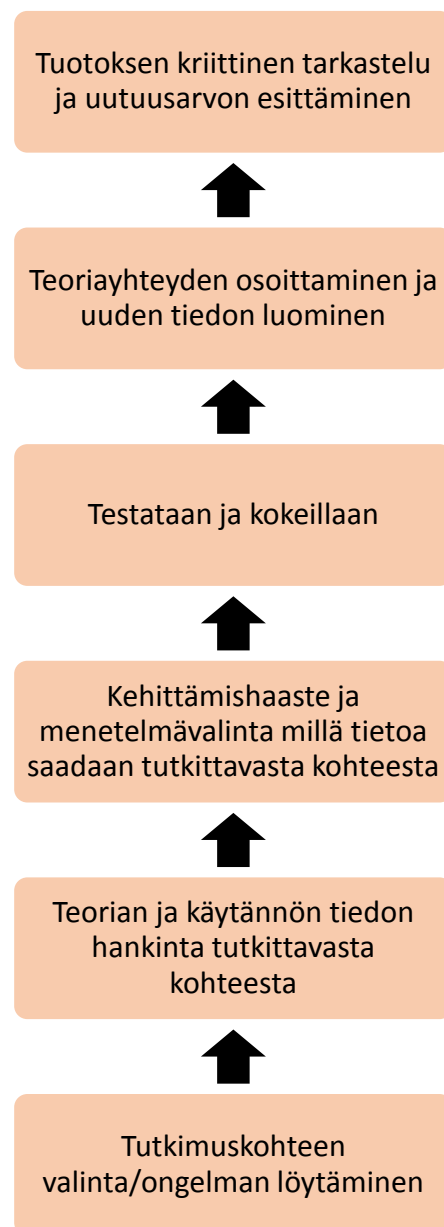 Tuotoksen kriittinen tarkastelu
ja uutuusarvon esittäminen
Teoriayhteyden osoittaminen ja
uuden tiedon luominen
Testataan ja kokeillaan
Kehittämishaaste ja
menetelmävalinta millä tietoa
saadaan tutkittavasta kohteesta
Teorian ja käytännön tiedon
hankinta tutkittavasta
kohteesta
Tutkimuskohteen
valinta/ongelman löytäminen